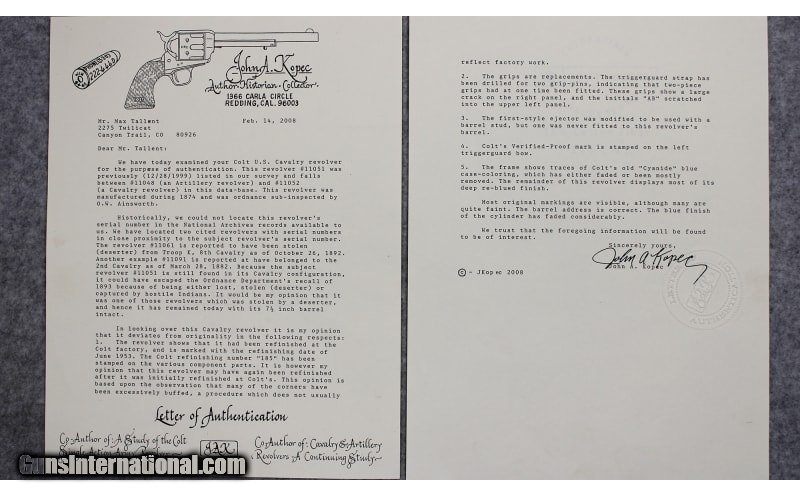 John A. Kopec
Author · Historian · Collector
1366 CARLA CIRCLE
REDDING, CAL. 96003
Mr. Max Tallent
Feb. 14, 2008
2275 Twillcat
Canyon Trail, CO 80926
Dear Mr. Tallent:
We have today examined your Colt U.S. Cavalry revolver
for the purpose of authentication. This revolver #11051 was
previously (12/28/1999) listed in our survey and falls
between #11048 (an Artillery revolver) and #11052
(a Cavalry revolver) in this data-base. This revolver was
manufactured during 1874 and was ordnance sub-inspected by
O.W. Ainsworth.
Historically, we could not locate this revolver's
serial number in the National Archives records available to
us. We have located two cited revolvers with serial numbers
in close proximity to the subject revolver's serial number.
The revolver #11061 is reported to have been stolen
(deserter) from Troop K, 8th Cavalry as of October 26, 1892.
Another example #11091 is reported at have belonged to the
2nd Cavalry as of March 28, 1882. Because the subject
revolver #11051 is still found in its Cavalry configuration,
it could have escaped the Ordnance Department's recall of
1893 because of being either lost, stolen (deserter) or
captured by hostile Indians. It would be my opinion that it
was one of those revolvers which was stolen by a deserter,
and hence it has remained today with its 7½ inch barrel
intact.
In looking over this Cavalry revolver it is my opinion
that it deviates from originality in the following respects:
1. The revolver shows that it had been refinished at the
Colt factory, and is marked with the refinishing date of
June 1953. The Colt refinishing number "185" has been
stamped on the various component parts. It is however my
opinion that this revolver may have again been refinished
after it was initially refinished at Colt's. This opinion is
based upon the observation that many of the corners have
been excessively buffed, a procedure which does not usually
Letter of Authentication
Co-Author of: A Study of the Colt
Single Action Army Revolver
JAK
Co-Author of: Cavalry & Artillery
Revolvers - A Continuing Study
GunsInternational.com
reflect factory work.
2. The grips are replacements. The triggerguard strap has
been drilled for two grip-pins, indicating that two-piece
grips had at one time been fitted. These grips show a large
crack on the right panel, and the initials "AB" scratched
into the upper left panel.
3. The first-style ejector was modified to be used with a
barrel stud, but one was never fitted to this revolver's
barrel.
4. Colt's Verified-Proof mark is stamped on the left
triggerguard bow.
5. The frame shows traces of Colt's old "Cyanide" blue
case-coloring, which has either faded or been mostly
removed. The remainder of this revolver displays most of its
deep re-blued finish.
Most original markings are visible, although many are
quite faint. The barrel address is correct. The blue finish
of the cylinder has faded considerably.
We trust that the foregoing information will be found
to be of interest.
Sincerely yours,
John A. Kopec
John A. Kopec
© - JKopec 2008